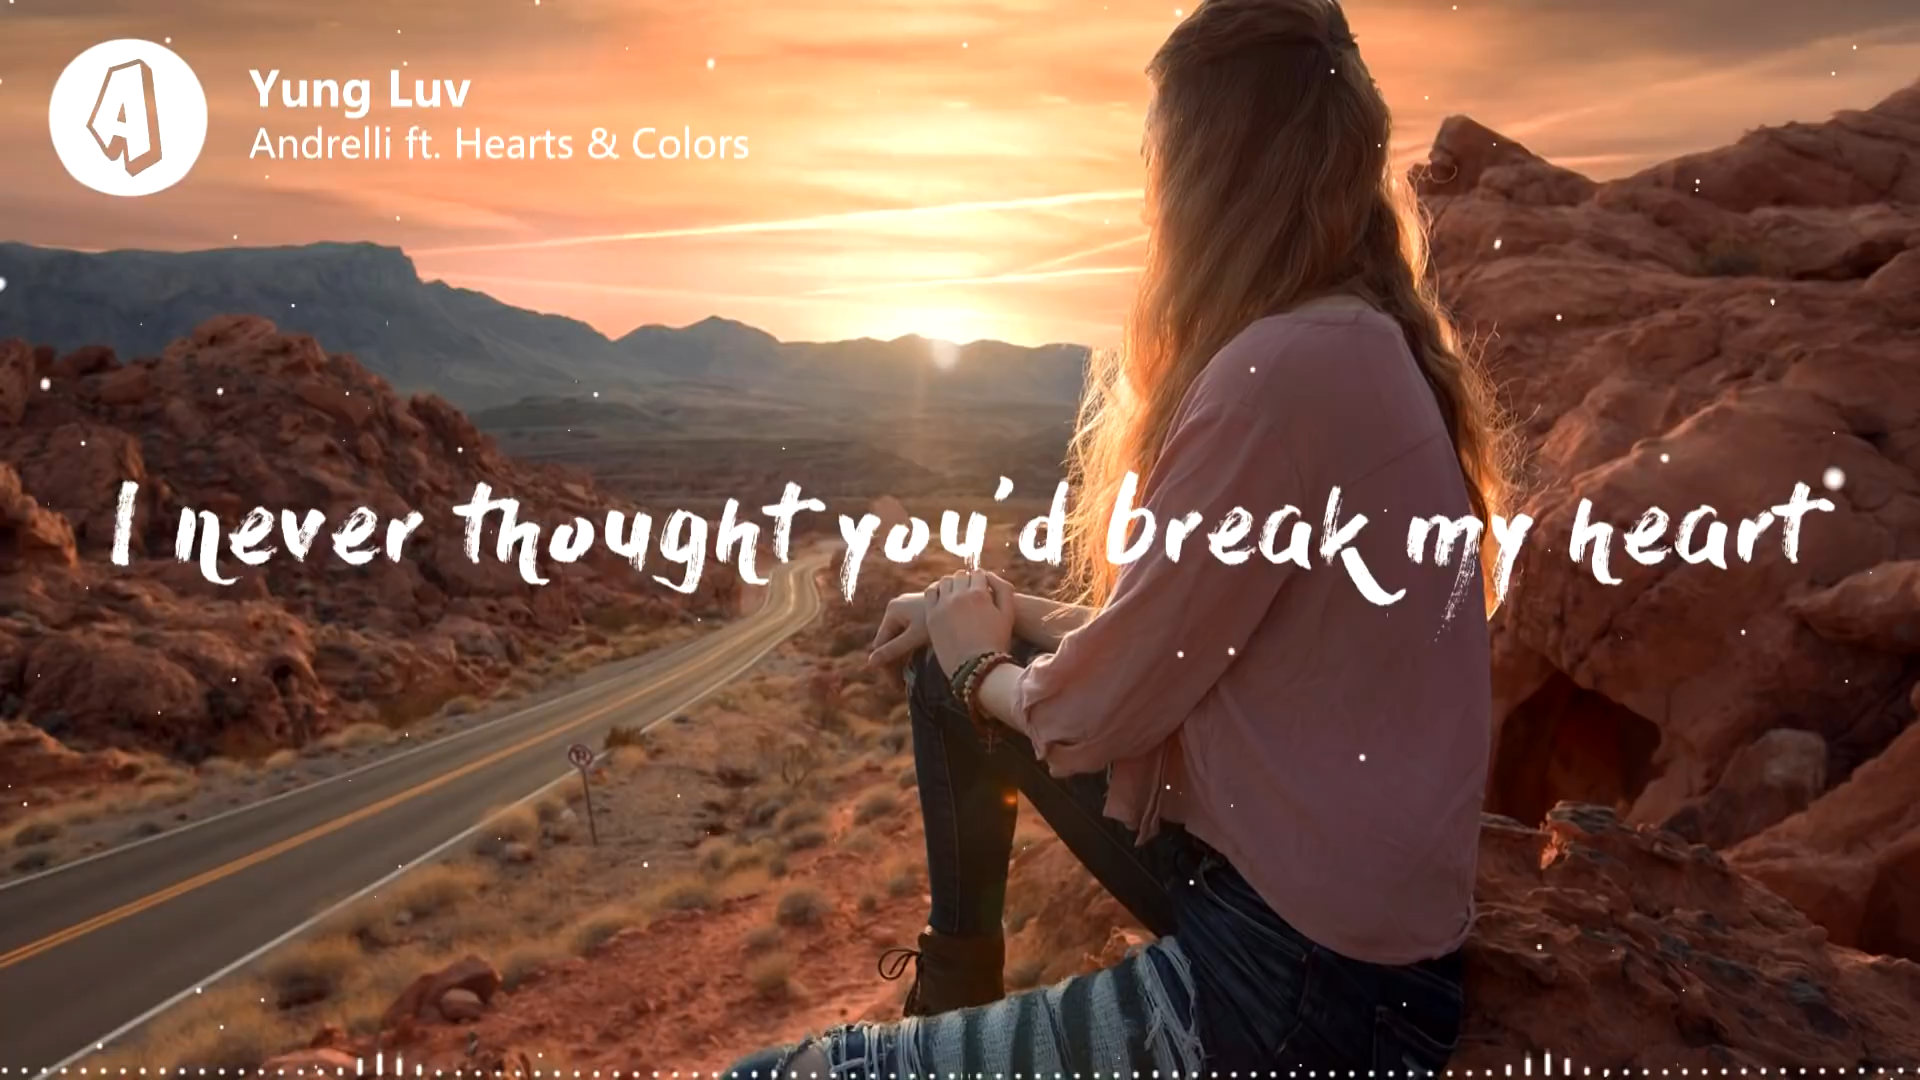 A
Yung Luv
Andrelli ft. Hearts & Colors
I never thought you'd break my heart